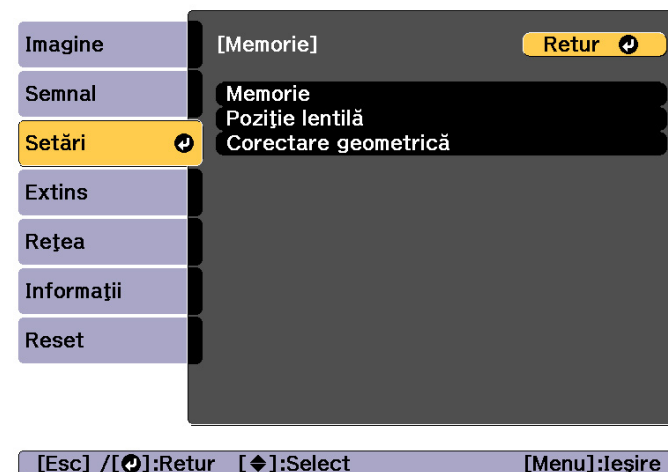 Imagine
Semnal
Setări
Extins
Reţea
Informaţii
Reset
[Memorie]
Retur
Memorie
Poziţie lentilă
Corectare geometrică
[Esc] /[⏎]:Retur [◆]:Select [Menu]:Ieşire